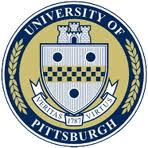 UNIVERSITY OF
VERITAS 1787 VIRTUS
PITTSBURGH